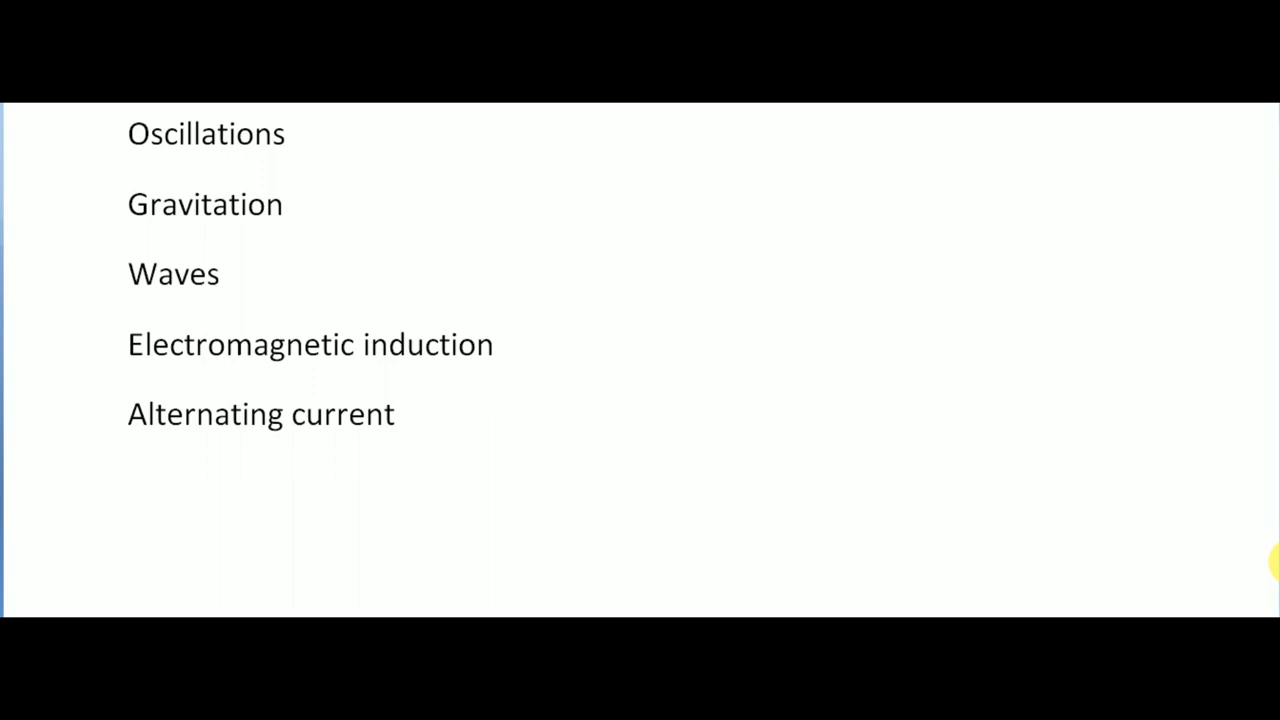 Oscillations
Gravitation
Waves
Electromagnetic induction
Alternating current